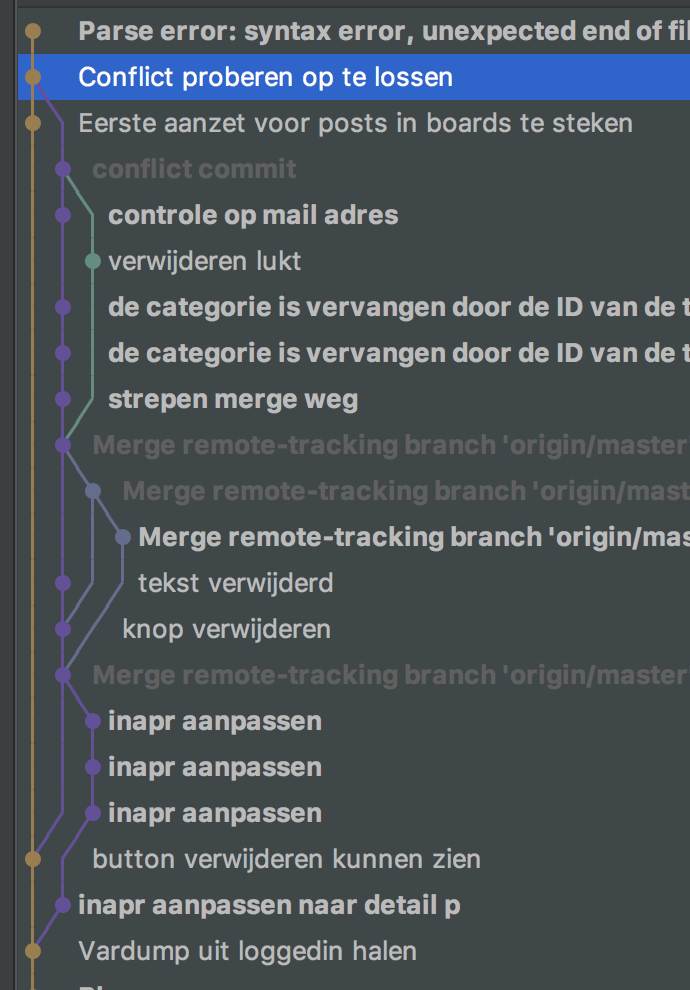 Parse error: syntax error, unexpected end of fil
Conflict proberen op te lossen
Eerste aanzet voor posts in boards te steken
conflict commit
controle op mail adres
verwijderen lukt
de categorie is vervangen door de ID van de t
de categorie is vervangen door de ID van de t
strepen merge weg
Merge remote-tracking branch 'origin/master
Merge remote-tracking branch 'origin/mast
Merge remote-tracking branch 'origin/mas
tekst verwijderd
knop verwijderen
Merge remote-tracking branch 'origin/master
inapr aanpassen
inapr aanpassen
inapr aanpassen
button verwijderen kunnen zien
inapr aanpassen naar detail p
Vardump uit loggedin halen